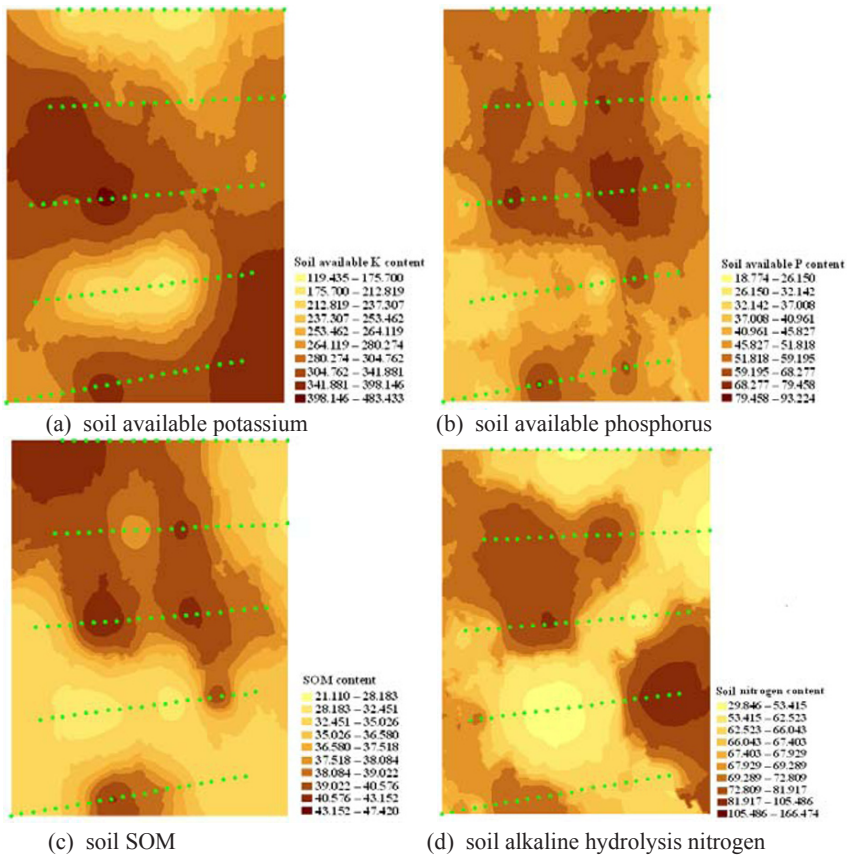 Soil available K content
119.435 – 175.700
175.700 – 212.819
212.819 – 237.307
237.307 – 253.462
253.462 – 264.119
264.119 – 280.274
280.274 – 304.762
304.762 – 341.881
341.881 – 398.146
398.146 – 483.433
Soil available P content
18.774 – 26.150
26.150 – 32.142
32.142 – 37.008
37.008 – 40.961
40.961 – 45.827
45.827 – 51.818
51.818 – 59.195
59.195 – 68.277
68.277 – 79.458
79.458 – 93.224
(a) soil available potassium
(b) soil available phosphorus
SOM content
21.110 – 28.183
28.183 – 32.451
32.451 – 35.026
35.026 – 36.580
36.580 – 37.518
37.518 – 38.084
38.084 – 39.022
39.022 – 40.576
40.576 – 43.152
43.152 – 47.420
Soil nitrogen content
29.846 – 53.415
53.415 – 62.523
62.523 – 66.043
66.043 – 67.403
67.403 – 67.929
67.929 – 69.289
69.289 – 72.809
72.809 – 81.917
81.917 – 105.486
105.486 – 166.474
(c) soil SOM
(d) soil alkaline hydrolysis nitrogen